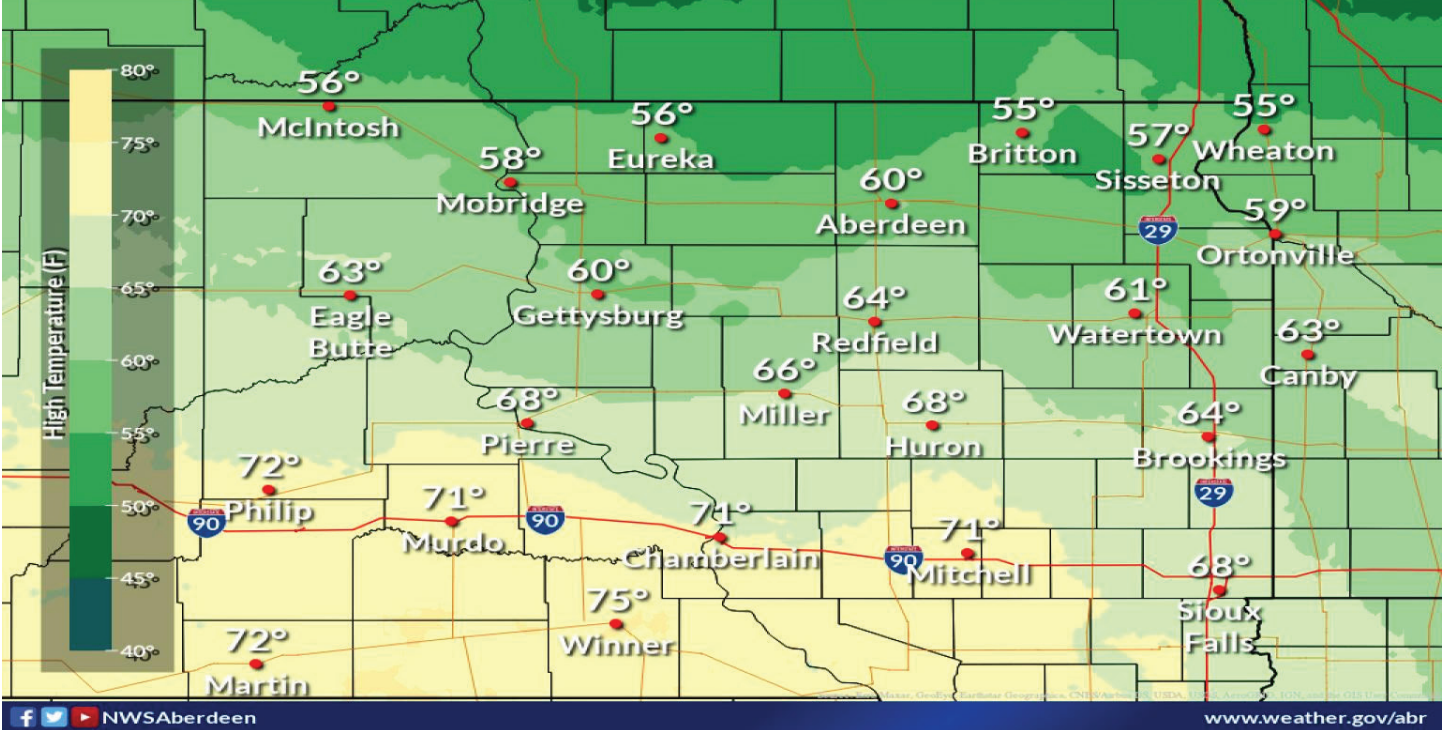 80°
75°
70°
65°
60°
55°
50°
45°
40°
High Temperature (F)
56°
McIntosh
56°
Eureka
55°
Britton
57°
Sisseton
55°
Wheaton
58°
Mobridge
60°
Aberdeen
59°
Ortonville
29
63°
Eagle
Butte
60°
Gettysburg
64°
Redfield
61°
Watertown
63°
Canby
66°
Miller
68°
Pierre
68°
Huron
64°
Brookings
29
72°
Philip
90
71°
Murdo
90
71°
Chamberlain
90
71°
Mitchell
68°
Sioux
Falls
75°
Winner
72°
Martin
NWSAberdeen
www.weather.gov/abr